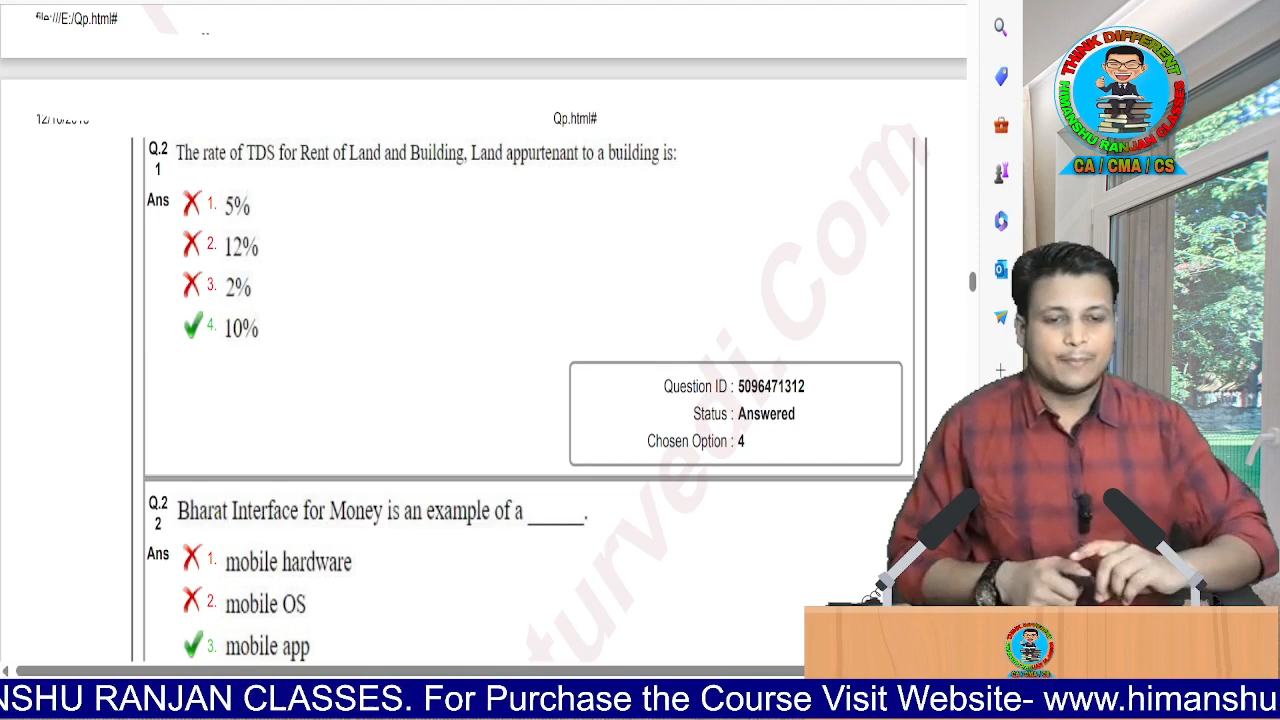 file:///E:/Qp.html#
Qp.html#
Q.2
1
The rate of TDS for Rent of Land and Building, Land appurtenant to a building is:
Ans
1. 5%
2. 12%
3. 2%
4. 10%
Question ID : 5096471312
Status : Answered
Chosen Option : 4
Q.2
2
Bharat Interface for Money is an example of a ______.
Ans
1. mobile hardware
2. mobile OS
3. mobile app
turvedi.Com
THINK DIFFERENT
HIMANSHU RANJAN CLASSES
CA / CMA / CS
NSHU RANJAN CLASSES. For Purchase the Course Visit Website- www.himanshu